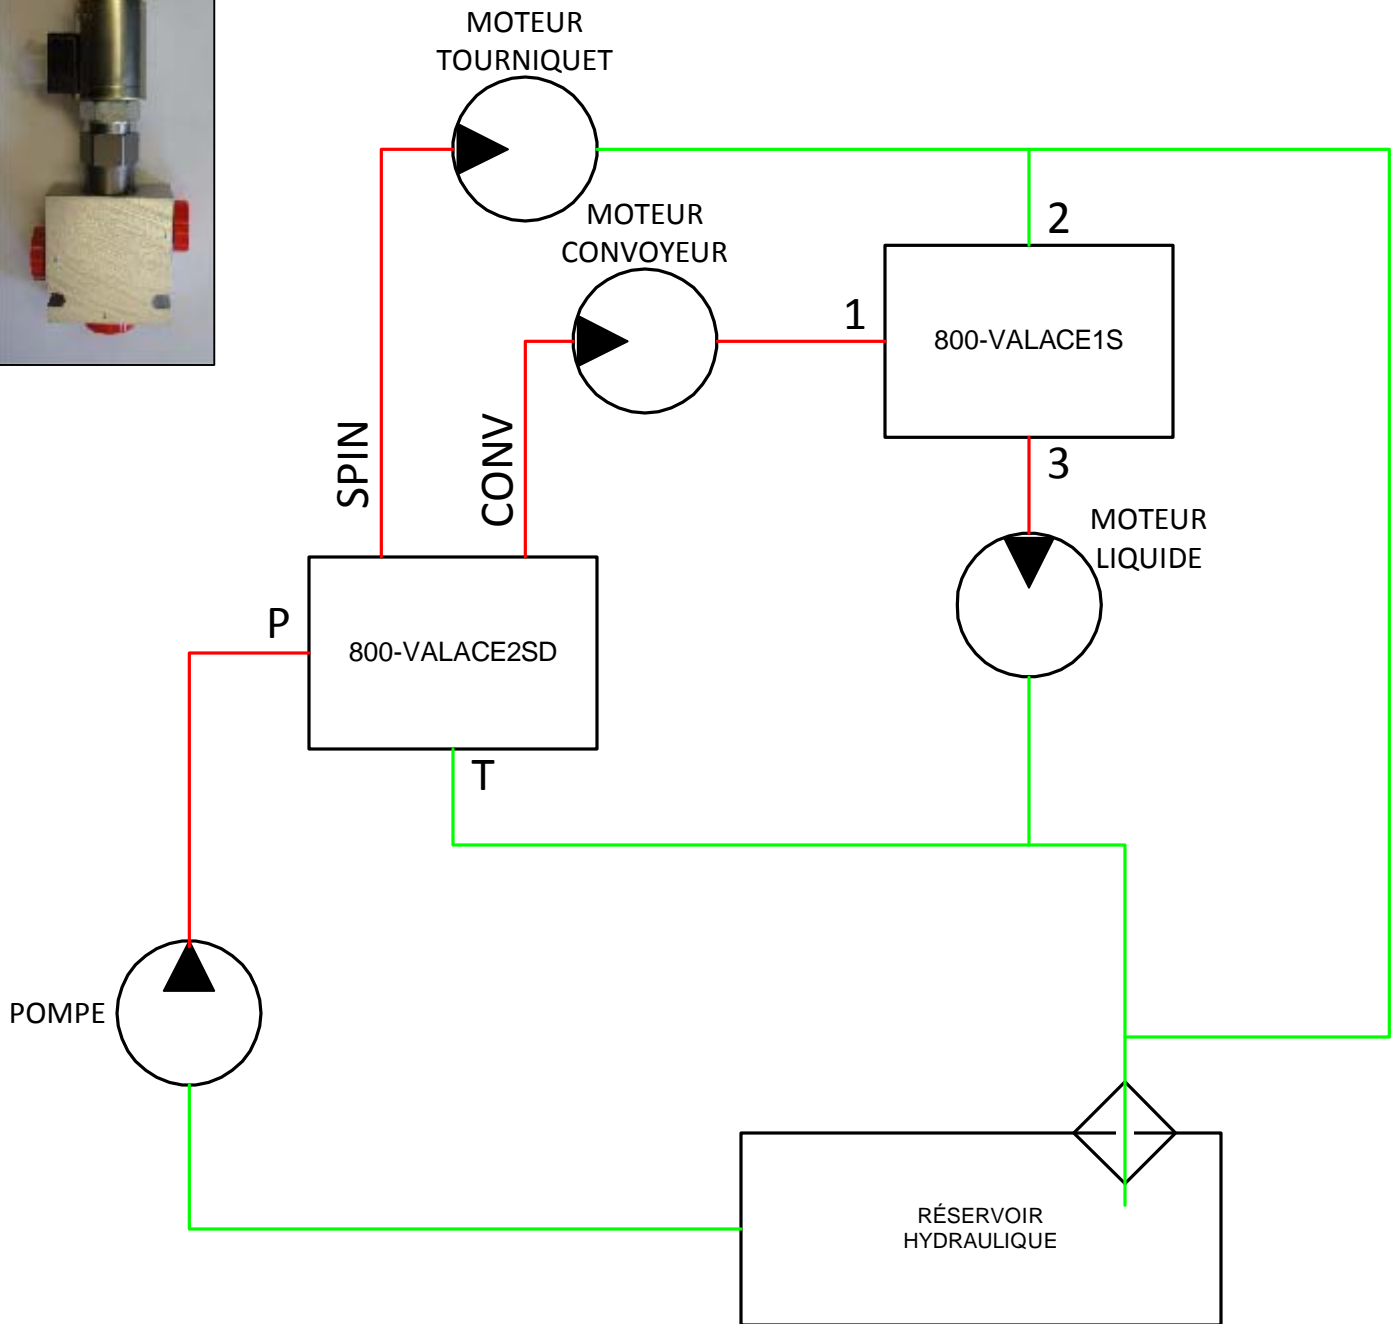 MOTEUR
TOURNIQUET
MOTEUR
CONVOYEUR
2
1
800-VALACE1S
3
SPIN
CONV
MOTEUR
LIQUIDE
P
800-VALACE2SD
T
POMPE
RÉSERVOIR
HYDRAULIQUE